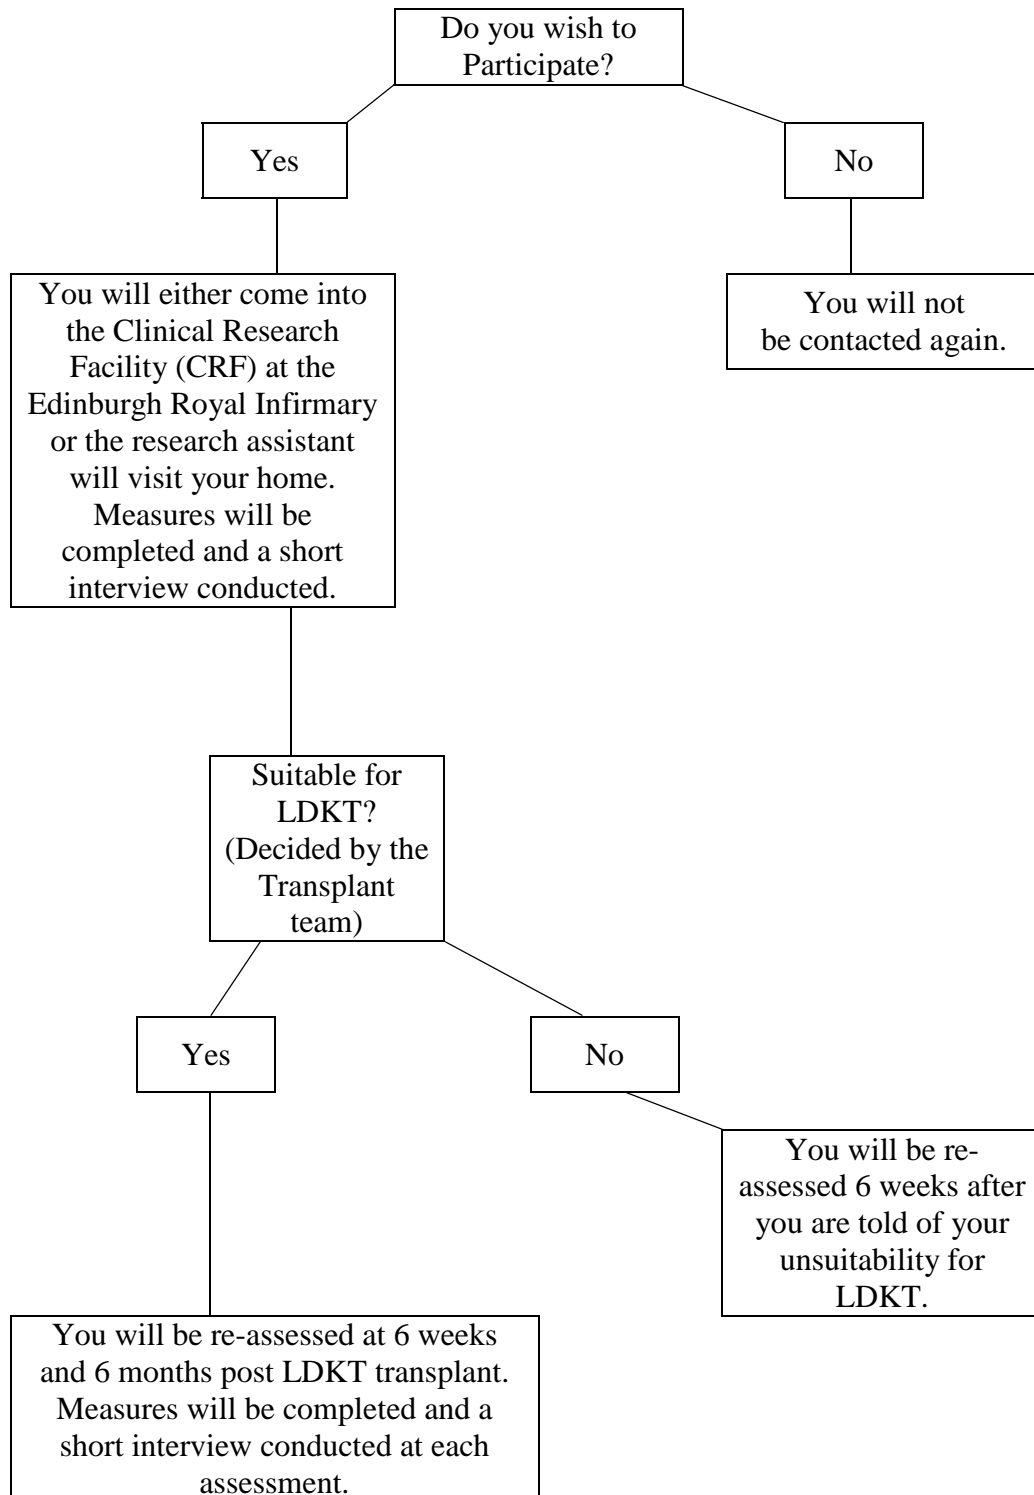 Do you wish to
Participate?
Yes
No
You will either come into
the Clinical Research
Facility (CRF) at the
Edinburgh Royal Infirmary
or the research assistant
will visit your home.
Measures will be
completed and a short
interview conducted.
You will not
be contacted again.
Suitable for
LDKT?
(Decided by the
Transplant
team)
Yes
No
You will be re-
assessed 6 weeks after
you are told of your
unsuitability for
LDKT.
You will be re-assessed at 6 weeks
and 6 months post LDKT transplant.
Measures will be completed and a
short interview conducted at each
assessment.